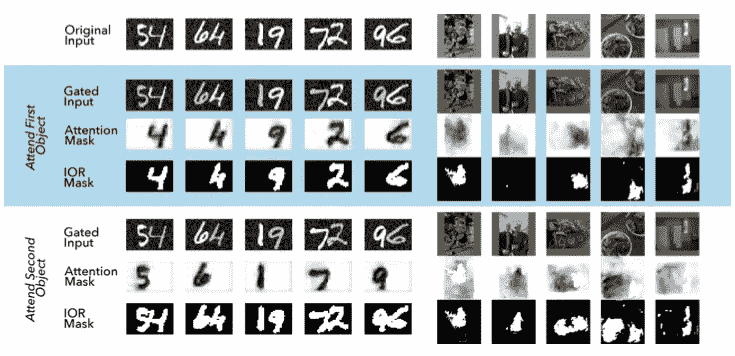 Original
Input
54 64 19 72 96
Attend First
Object
Gated
Input
54 64 19 72 96
Attention
Mask
4 4 9 2 6
IOR
Mask
4 4 9 2 6
Attend Second
Object
Gated
Input
54 64 19 72 96
Attention
Mask
5 6 1 7 9
IOR
Mask
54 64 19 72 96